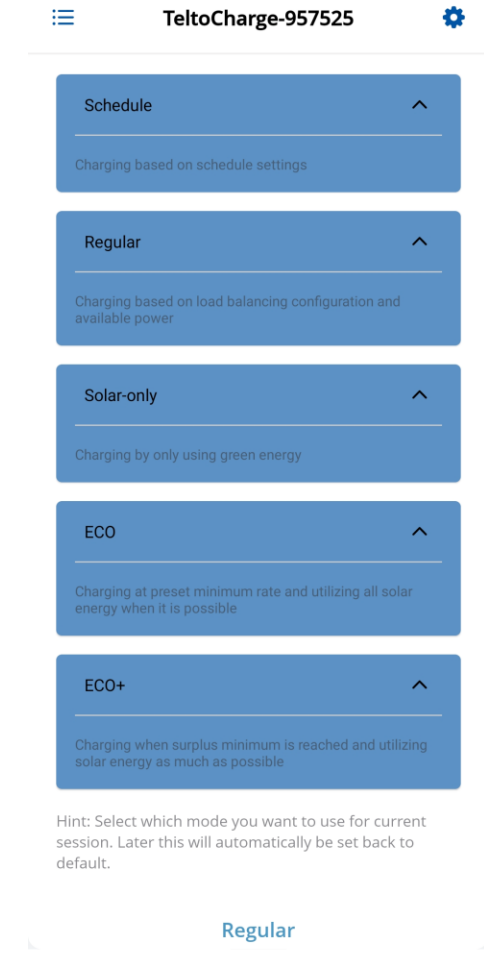 TeltoCharge-957525
Schedule
Charging based on schedule settings
Regular
Charging based on load balancing configuration and
available power
Solar-only
Charging by only using green energy
ECO
Charging at preset minimum rate and utilizing all solar
energy when it is possible
ECO+
Charging when surplus minimum is reached and utilizing
solar energy as much as possible
Hint: Select which mode you want to use for current
session. Later this will automatically be set back to
default.
Regular